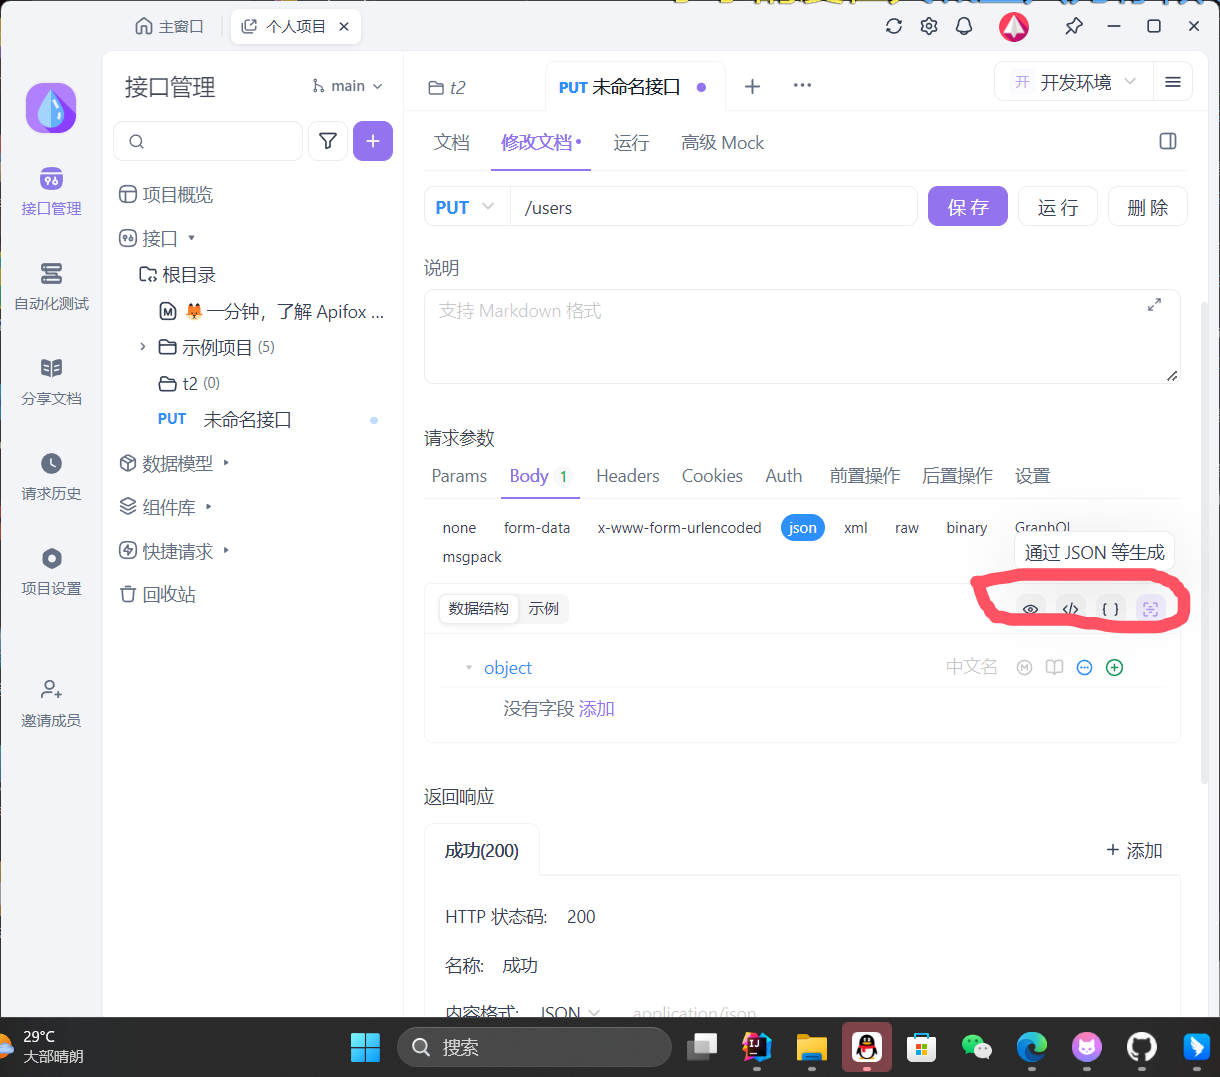 主窗口
个人项目
接口管理
main
t2
PUT 未命名接口
开 开发环境
文档
修改文档
运行
高级 Mock
PUT
/users
保 存
运 行
删 除
接口管理
自动化测试
分享文档
请求历史
项目设置
邀请成员
项目概览
接口
根目录
一分钟，了解 Apifox ...
示例项目 (5)
t2 (0)
PUT 未命名接口
数据模型
组件库
快捷请求
回收站
说明
支持 Markdown 格式
请求参数
Params
Body 1
Headers
Cookies
Auth
前置操作
后置操作
设置
none
form-data
x-www-form-urlencoded
json
xml
raw
binary
GraphQL
msgpack
通过 JSON 等生成
数据结构
示例
object
中文名
没有字段 添加
返回响应
成功(200)
+ 添加
HTTP 状态码: 200
名称: 成功
内容格式: JSON application/json
29°C
大部晴朗
搜索